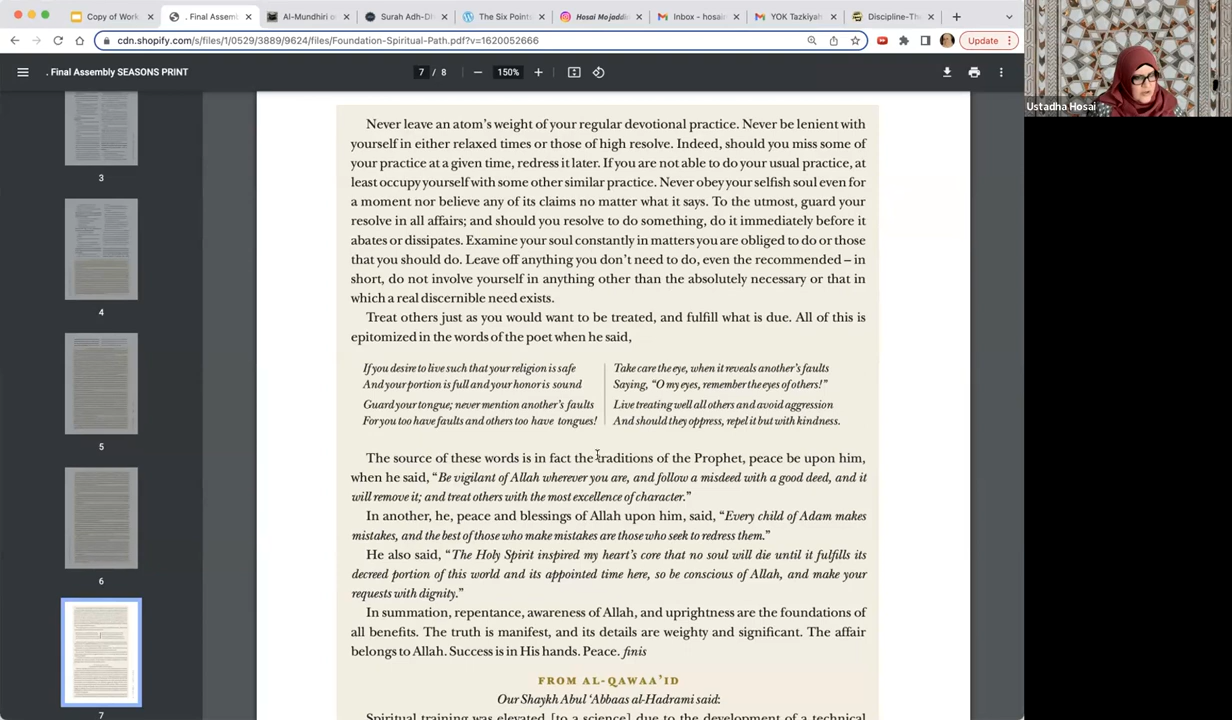 Copy of Work
. Final Assemb
Al-Mundhiri
Surah Adh-Dh
The Six Points
Hosai Mojaddidi
Inbox - hosai
YOK Tazkiyah
Discipline-The
cdn.shopify.com/s/files/1/0529/3889/9624/files/Foundation-Spiritual-Path.pdf?v=1620052666
Update
. Final Assembly SEASONS PRINT
7 / 8
150%
Ustadha Hosai
3
4
5
6
7
Never leave an atom's weight of your regular devotional practice. Never be lenient with
yourself in either relaxed times or those of high resolve. Indeed, should you miss some of
your practice at a given time, redress it later. If you are not able to do your usual practice, at
least occupy yourself with some other similar practice. Never obey your selfish soul even for
a moment nor believe any of its claims no matter what it says. To the utmost, guard your
resolve in all affairs; and should you resolve to do something, do it immediately before it
abates or dissipates. Examine your soul constantly in matters you are obliged to do or those
that you should do. Leave off anything you don't need to do, even the recommended – in
short, do not involve yourself in anything other than the absolutely necessary or that in
which a real discernible need exists.
Treat others just as you would want to be treated, and fulfill what is due. All of this is
epitomized in the words of the poet when he said,
If you desire to live such that your religion is safe
And your portion is full and your honor is sound
Guard your tongue; never mention another's faults
For you too have faults and others too have tongues!
Take care the eye, when it reveals another's faults
Saying, "O my eyes, remember the eyes of others!"
Live treating well all others and avoid aggression
And should they oppress, repel it but with kindness.
The source of these words is in fact the traditions of the Prophet, peace be upon him,
when he said, "Be vigilant of Allah wherever you are, and follow a misdeed with a good deed, and it
will remove it; and treat others with the most excellence of character."
In another, he, peace and blessings of Allah upon him, said, "Every child of Adam makes
mistakes, and the best of those who make mistakes are those who seek to redress them."
He also said, "The Holy Spirit inspired my heart's core that no soul will die until it fulfills its
decreed portion of this world and its appointed time here, so be conscious of Allah, and make your
requests with dignity."
In summation, repentance, awareness of Allah, and uprightness are the foundations of
all benefits. The truth is manifest, and its details are weighty and significant. The affair
belongs to Allah. Success is in His hands. Peace. finis
FROM AL-QAWAA'ID
Our Shaykh Abul 'Abbaas al-Hadrami said:
Spiritual training was elevated [to a science] due to the development of a technical